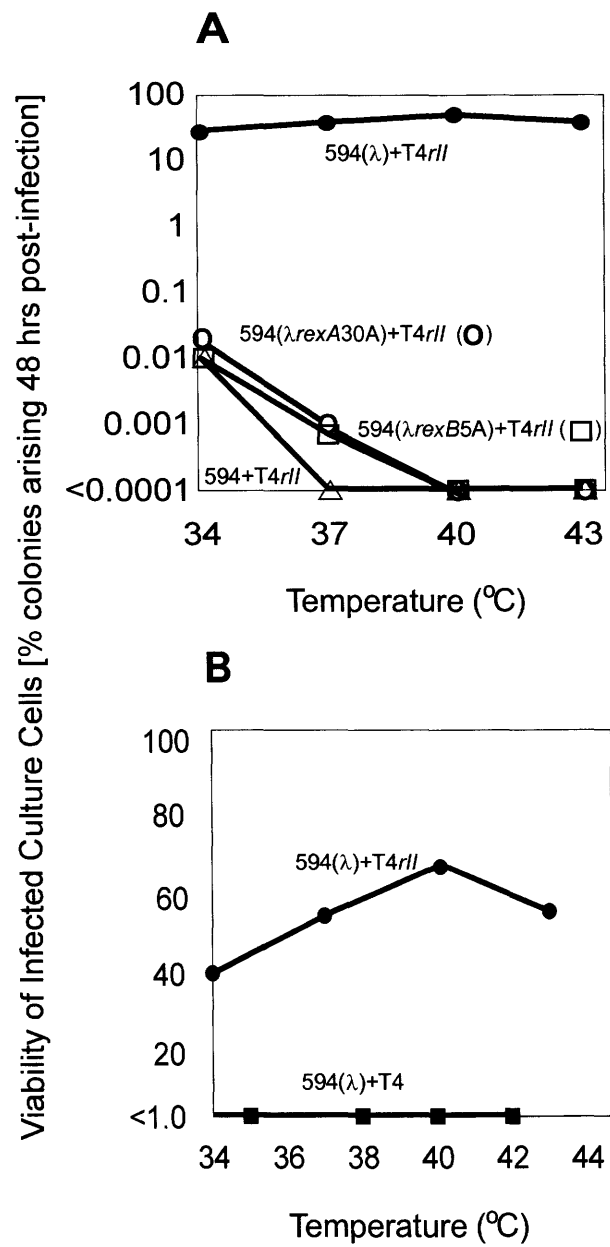 Viability of Infected Culture Cells [% colonies arising 48 hrs post-infection]
A
100
10
1
0.1
0.01
0.001
<0.0001
594(λ)+T4rII
594(λrexA30A)+T4rII (O)
594(λrexB5A)+T4rII (□)
594+T4rII
34 37 40 43
Temperature (°C)
B
100
80
60
40
20
<1.0
594(λ)+T4rII
594(λ)+T4
34 36 38 40 42 44
Temperature (°C)